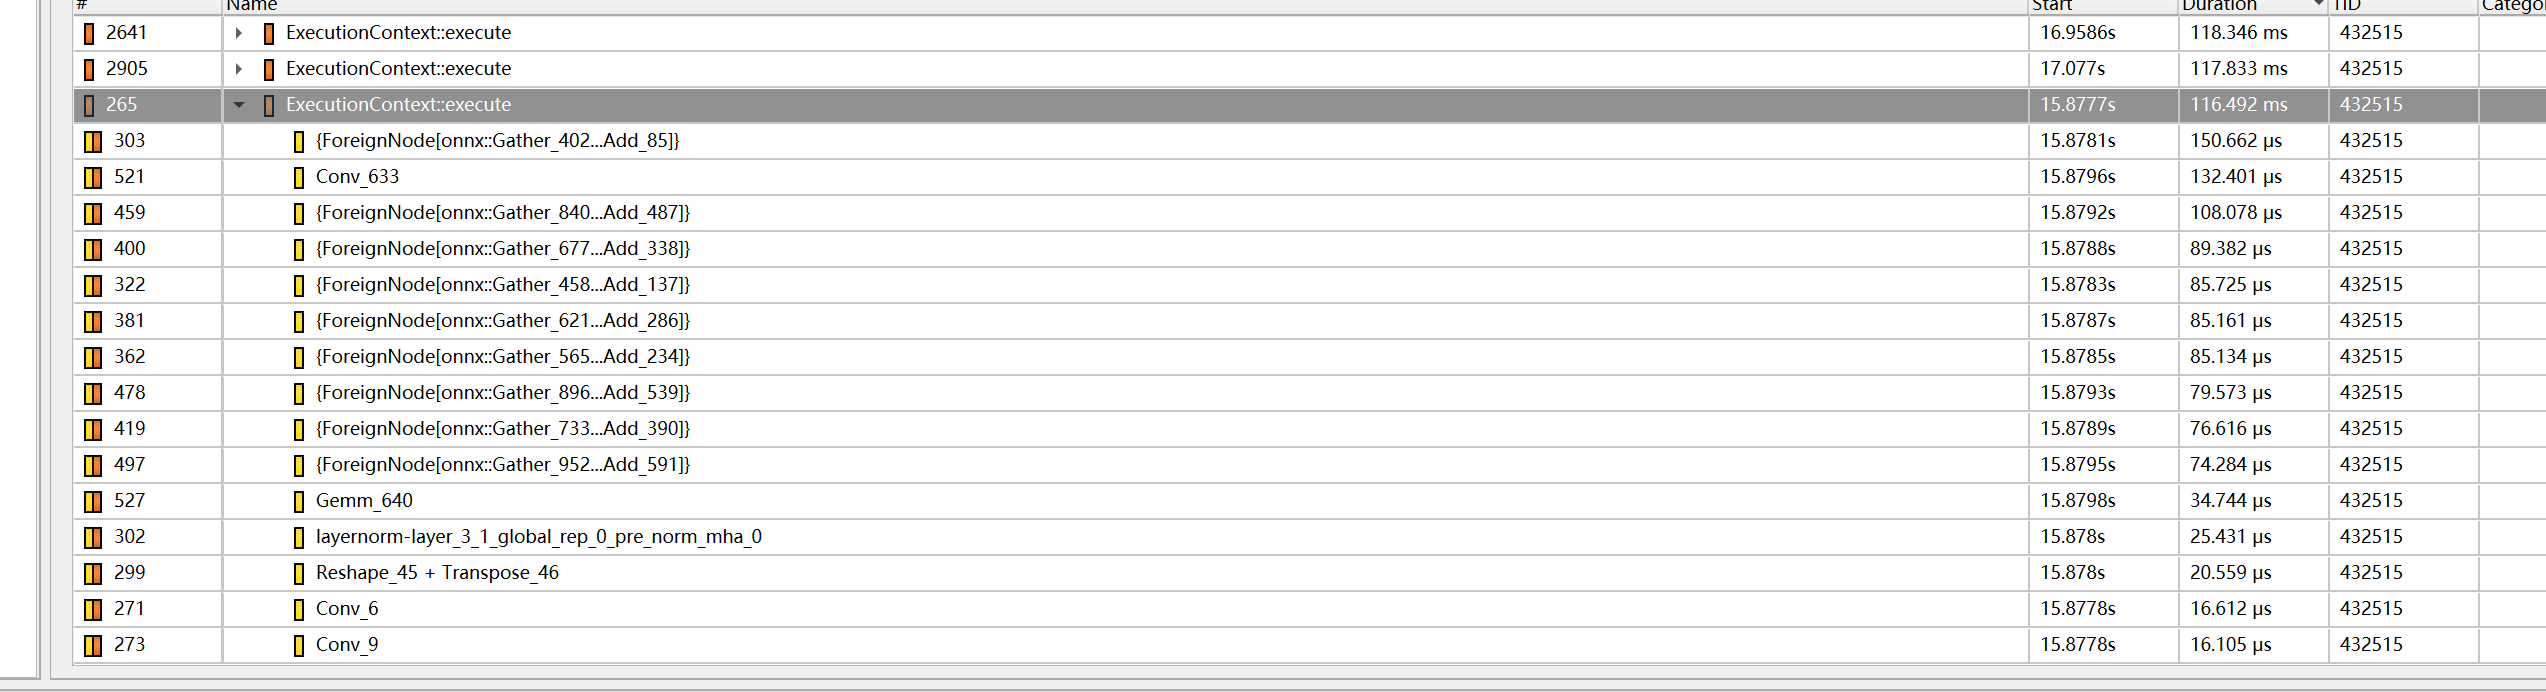 # Name Start Duration TID Catego
2641 ExecutionContext::execute 16.9586s 118.346 ms 432515
2905 ExecutionContext::execute 17.077s 117.833 ms 432515
265 ExecutionContext::execute 15.8777s 116.492 ms 432515
303 {ForeignNode[onnx::Gather_402...Add_85]} 15.8781s 150.662 μs 432515
521 Conv_633 15.8796s 132.401 μs 432515
459 {ForeignNode[onnx::Gather_840...Add_487]} 15.8792s 108.078 μs 432515
400 {ForeignNode[onnx::Gather_677...Add_338]} 15.8788s 89.382 μs 432515
322 {ForeignNode[onnx::Gather_458...Add_137]} 15.8783s 85.725 μs 432515
381 {ForeignNode[onnx::Gather_621...Add_286]} 15.8787s 85.161 μs 432515
362 {ForeignNode[onnx::Gather_565...Add_234]} 15.8785s 85.134 μs 432515
478 {ForeignNode[onnx::Gather_896...Add_539]} 15.8793s 79.573 μs 432515
419 {ForeignNode[onnx::Gather_733...Add_390]} 15.8789s 76.616 μs 432515
497 {ForeignNode[onnx::Gather_952...Add_591]} 15.8795s 74.284 μs 432515
527 Gemm_640 15.8798s 34.744 μs 432515
302 layernorm-layer_3_1_global_rep_0_pre_norm_mha_0 15.878s 25.431 μs 432515
299 Reshape_45 + Transpose_46 15.878s 20.559 μs 432515
271 Conv_6 15.8778s 16.612 μs 432515
273 Conv_9 15.8778s 16.105 μs 432515